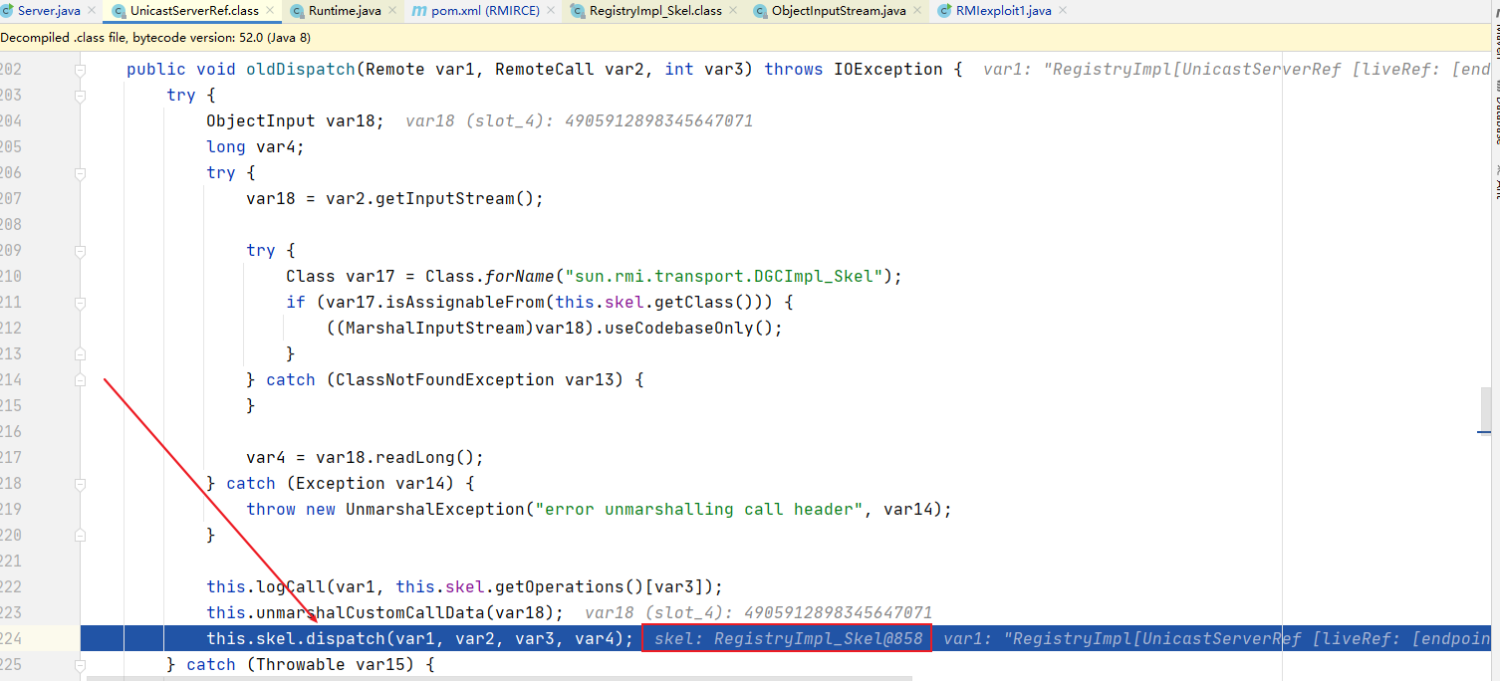 Server.java × UnicastServerRef.class × Runtime.java × pom.xml (RMIRCE) × RegistryImpl_Skel.class × ObjectInputStream.java × RMIexploit1.java ×
Decompiled .class file, bytecode version: 52.0 (Java 8)
202 public void oldDispatch(Remote var1, RemoteCall var2, int var3) throws IOException { var1: "RegistryImpl[UnicastServerRef [liveRef: [end
203 try {
204 ObjectInput var18; var18 (slot_4): 4905912898345647071
205 long var4;
206 try {
207 var18 = var2.getInputStream();
208
209 try {
210 Class var17 = Class.forName("sun.rmi.transport.DGCImpl_Skel");
211 if (var17.isAssignableFrom(this.skel.getClass())) {
212 ((MarshalInputStream)var18).useCodebaseOnly();
213 }
214 } catch (ClassNotFoundException var13) {
215 }
216
217 var4 = var18.readLong();
218 } catch (Exception var14) {
219 throw new UnmarshalException("error unmarshalling call header", var14);
220 }
221
222 this.logCall(var1, this.skel.getOperations()[var3]);
223 this.unmarshalCustomCallData(var18); var18 (slot_4): 4905912898345647071
224 this.skel.dispatch(var1, var2, var3, var4); skel: RegistryImpl_Skel@858 var1: "RegistryImpl[UnicastServerRef [liveRef: [endpoin
225 } catch (Throwable var15) {